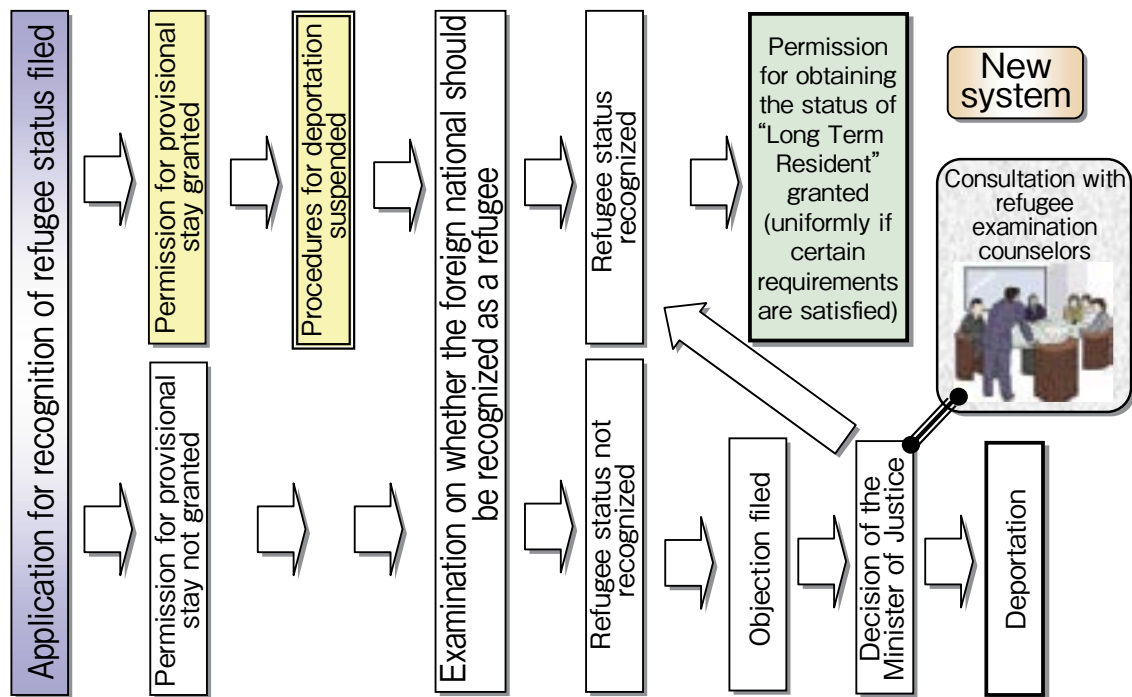 Application for recognition of refugee status filed
Permission for provisional
stay granted
Procedures for deportation
suspended
Examination on whether the foreign national should
be recognized as a refugee
Refugee status
recognized
Permission
for obtaining
the status of
“Long Term
Resident”
granted
(uniformly if
certain
requirements
are satisfied)
New
system
Consultation with
refugee
examination
counselors
Permission for provisional
stay not granted
Refugee status not
recognized
Objection filed
Decision of the
Minister of Justice
Deportation